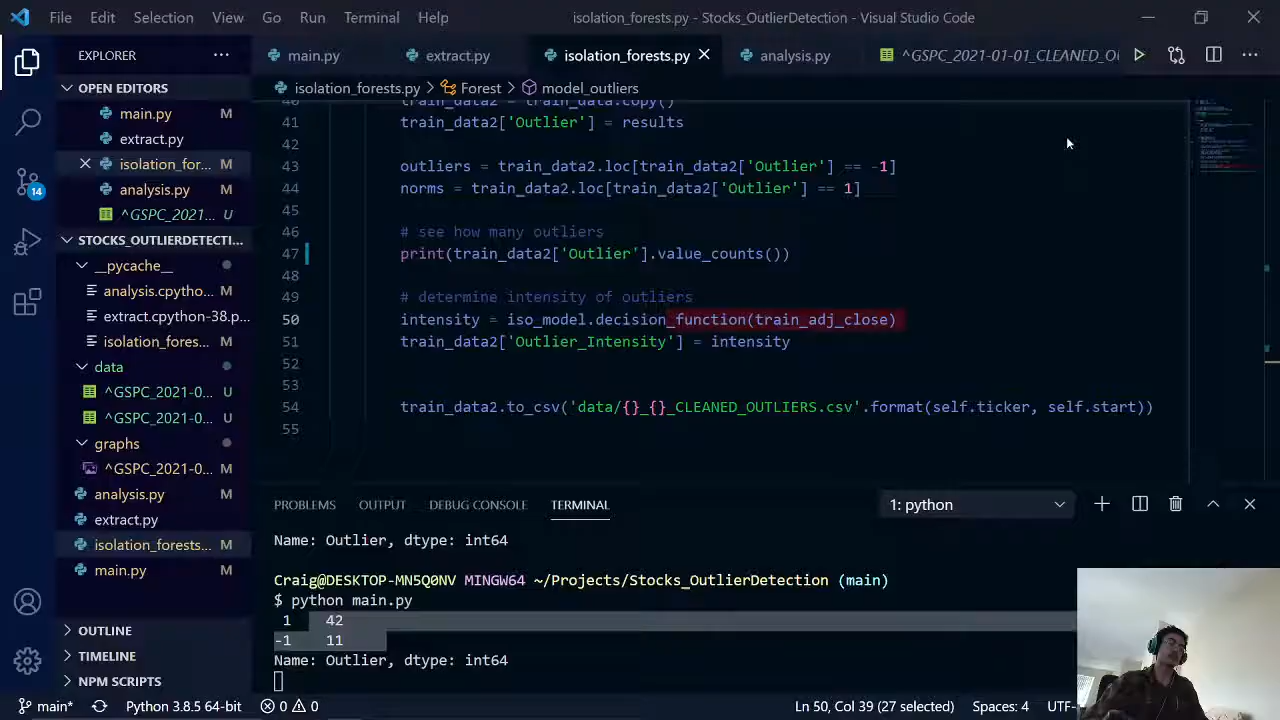 File Edit Selection View Go Run Terminal Help isolation_forests.py - Stocks_OutlierDetection - Visual Studio Code
EXPLORER
OPEN EDITORS
main.py M
extract.py
isolation_for... M
analysis.py M
^GSPC_2021... U
STOCKS_OUTLIERDETECTI...
__pycache__
analysis.cpytho...
extract.cpython-38.p...
isolation_fores...
data
^GSPC_2021-0... U
^GSPC_2021-0... U
graphs
^GSPC_2021-0... M
analysis.py M
extract.py
isolation_forests... M
main.py M
OUTLINE
TIMELINE
NPM SCRIPTS
14
main.py extract.py isolation_forests.py analysis.py ^GSPC_2021-01-01_CLEANED_OU
isolation_forests.py > Forest > model_outliers
40 train_data2 = train_data.copy()
41 train_data2['Outlier'] = results
42
43 outliers = train_data2.loc[train_data2['Outlier'] == -1]
44 norms = train_data2.loc[train_data2['Outlier'] == 1]
45
46 # see how many outliers
47 print(train_data2['Outlier'].value_counts())
48
49 # determine intensity of outliers
50 intensity = iso_model.decision_function(train_adj_close)
51 train_data2['Outlier_Intensity'] = intensity
52
53
54 train_data2.to_csv('data/{}_{}_CLEANED_OUTLIERS.csv'.format(self.ticker, self.start))
55
PROBLEMS OUTPUT DEBUG CONSOLE TERMINAL 1: python
Name: Outlier, dtype: int64
Craig@DESKTOP-MN5Q0NV MINGW64 ~/Projects/Stocks_OutlierDetection (main)
$ python main.py
1 42
-1 11
Name: Outlier, dtype: int64
main* Python 3.8.5 64-bit 0 0 Ln 50, Col 39 (27 selected) Spaces: 4 UTF-